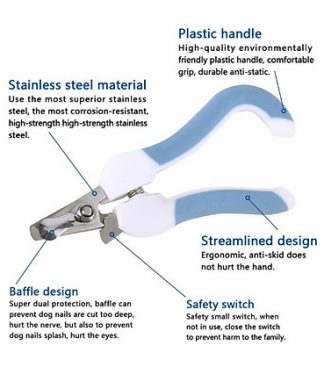 Plastic handle
High-quality environmentally
friendly plastic handle, comfortable
grip, durable anti-static.
Stainless steel material
Use the most superior stainless
steel, the most corrosion-resistant,
high-strength high-strength stainless
steel.
Streamlined design
Ergonomic, anti-skid does
not hurt the hand.
Baffle design
Super dual protection, baffle can
prevent dog nails are cut too deep,
hurt the nerve, but also to prevent
dog nails splash, hurt the eyes.
Safety switch
Safety small switch, when
not in use, close the switch
to prevent harm to the family.